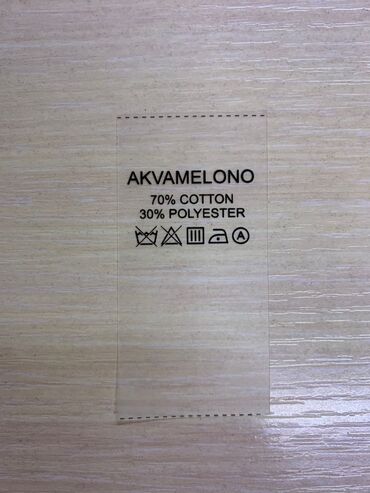 AKVAMELONO
70% COTTON
30% POLYESTER
A